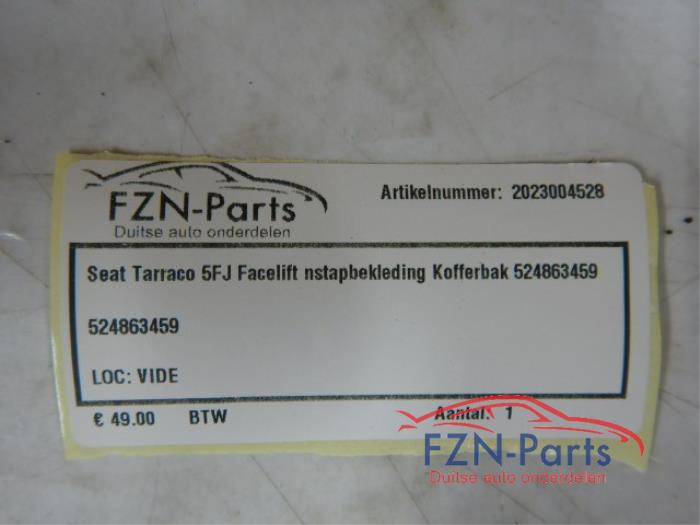 FZN-Parts
Duitse auto onderdelen
Artikelnummer: 2023004528
Seat Tarraco 5FJ Facelift nstapbekleding Kofferbak 524863459
524863459
LOC: VIDE
€ 49.00 BTW Aantal: 1
FZN-Parts
Duitse auto onderdelen